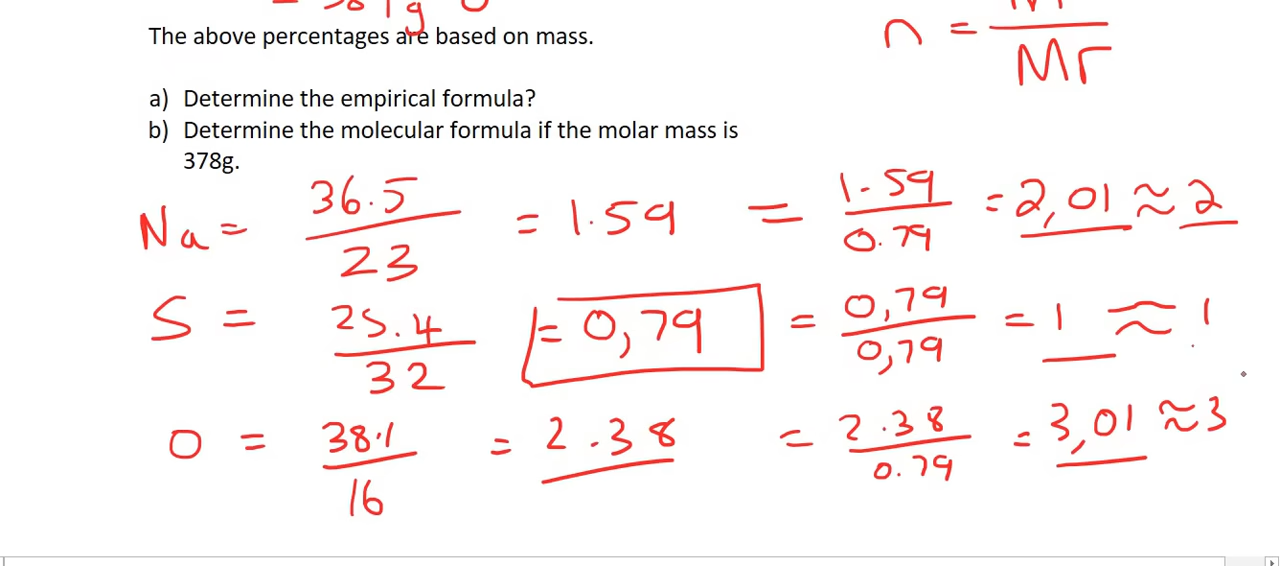 = 38.1g O
The above percentages are based on mass.
n = m / Mr
a) Determine the empirical formula?
b) Determine the molecular formula if the molar mass is
378g.
Na = 36.5 / 23 = 1.59 = 1.59 / 0.79 = 2,01 ≈ 2
S = 25.4 / 32 = 0,79 = 0,79 / 0,79 = 1 ≈ 1
O = 38.1 / 16 = 2.38 = 2.38 / 0.79 = 3,01 ≈ 3